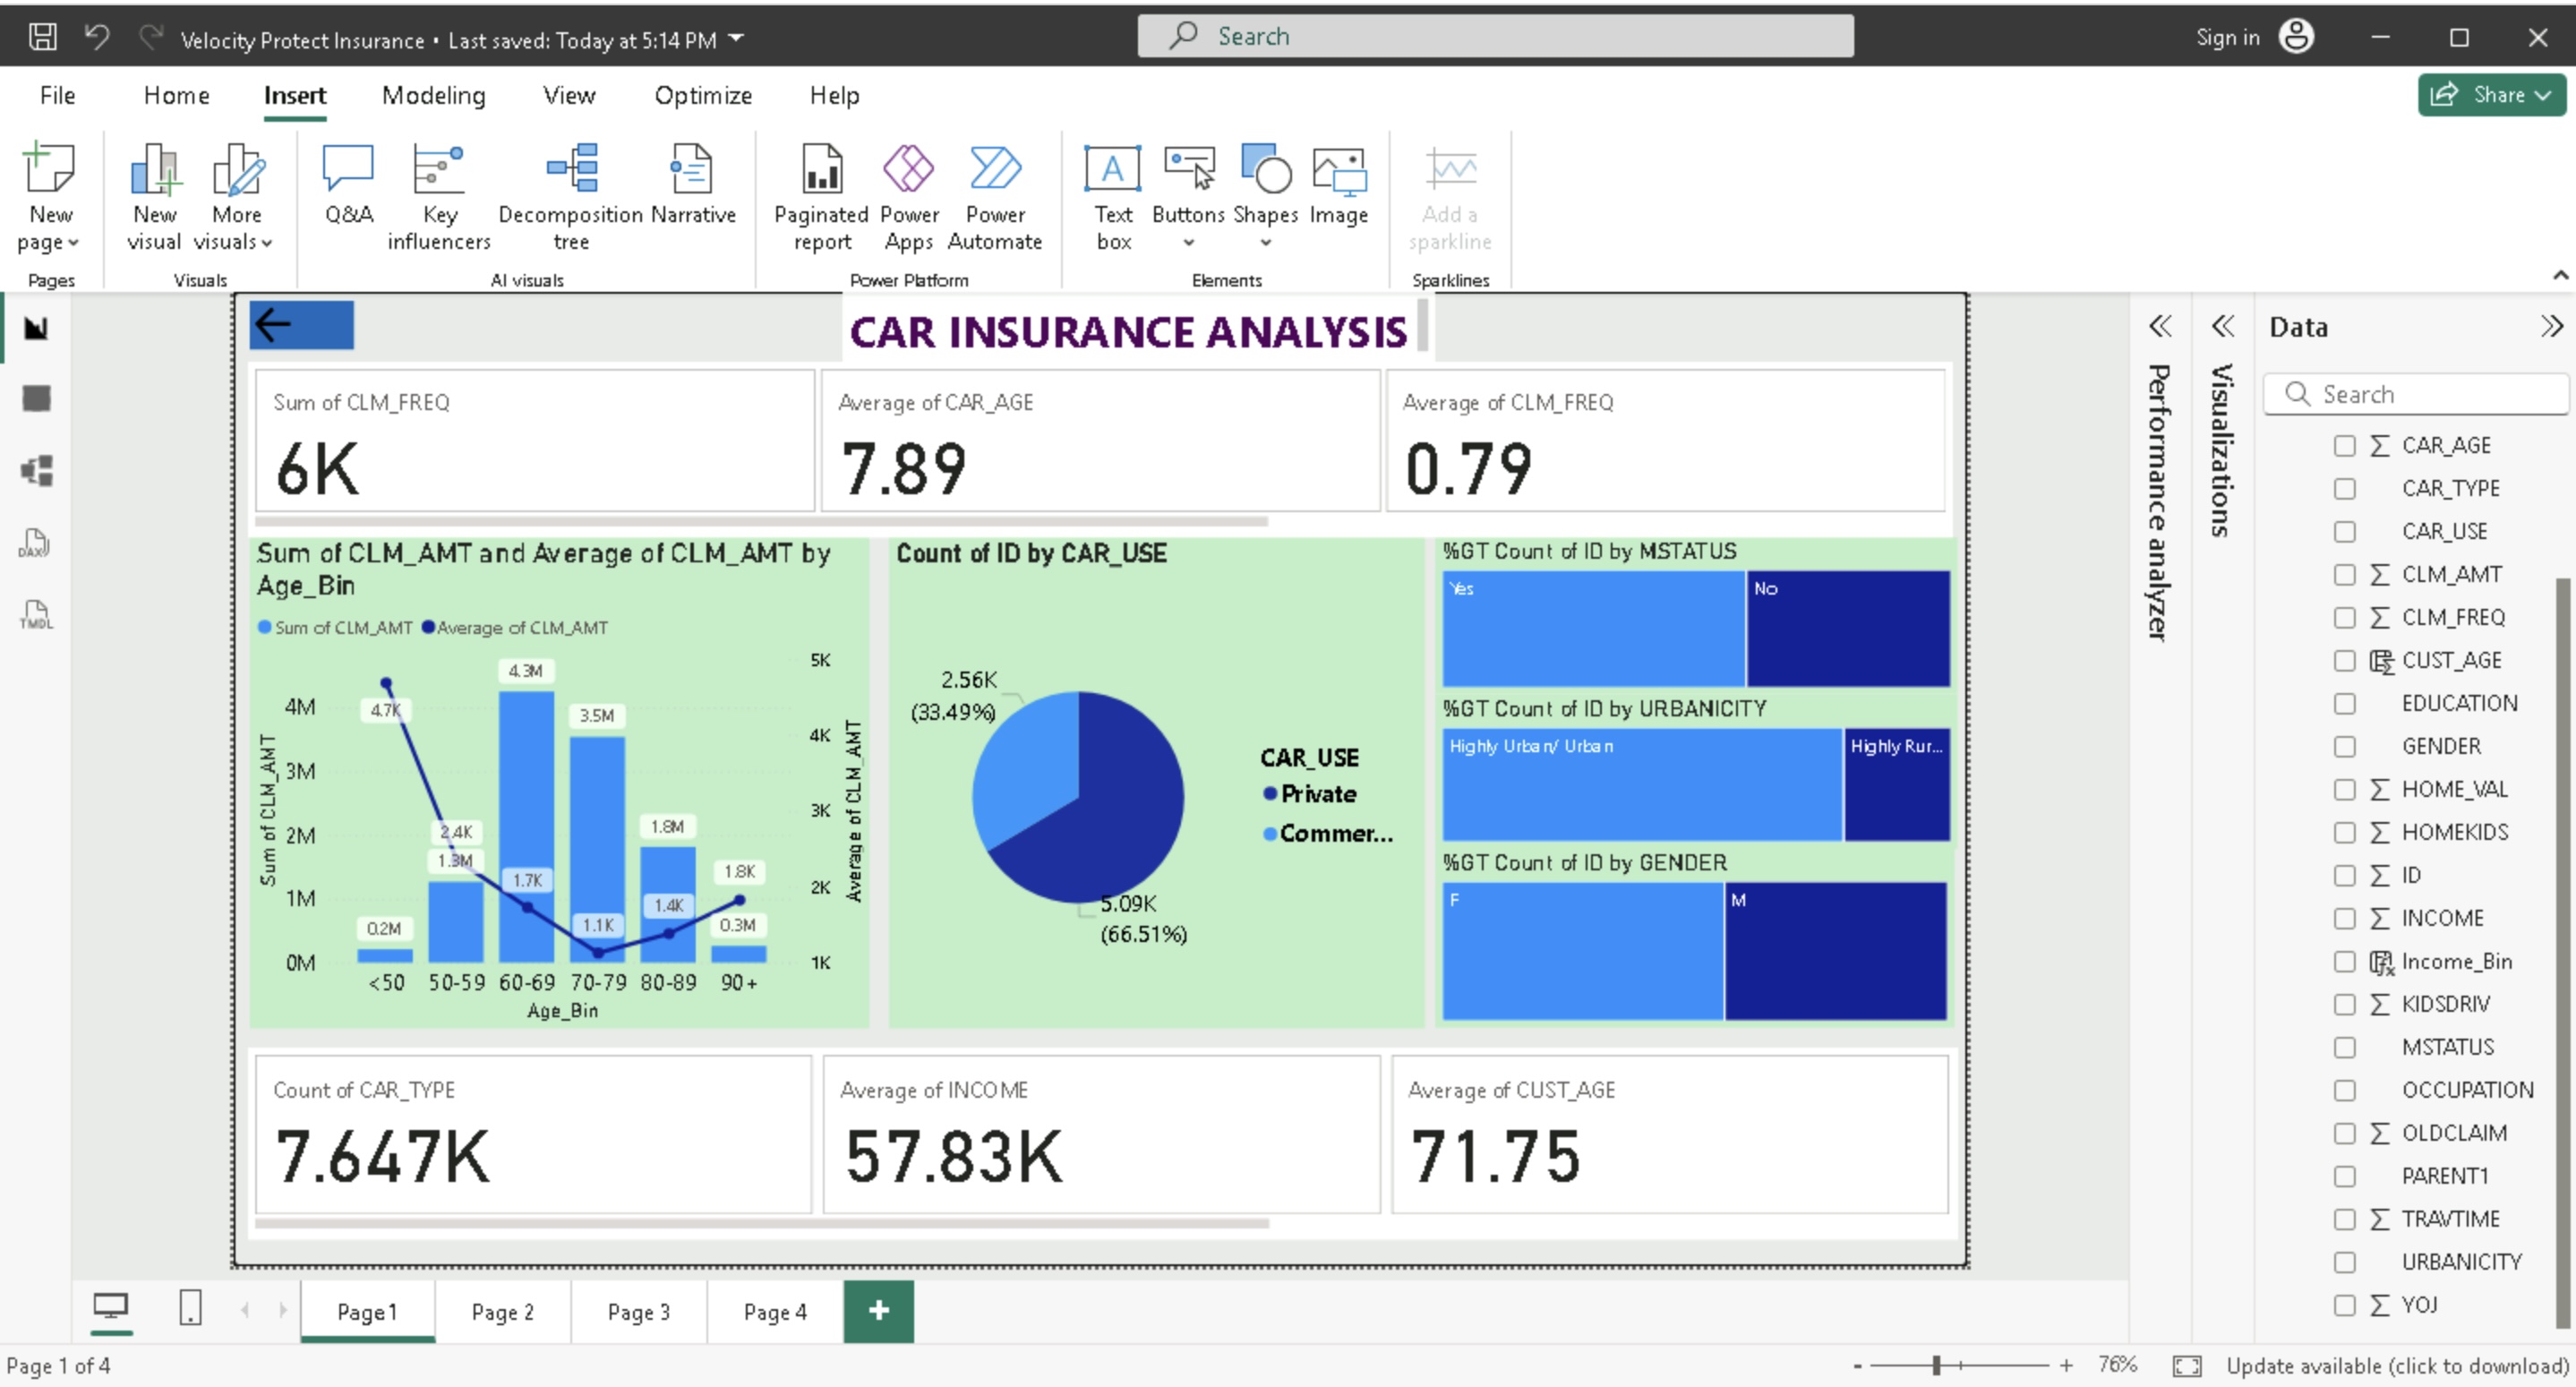 Velocity Protect Insurance • Last saved: Today at 5:14 PM
Search
Sign in
File Home Insert Modeling View Optimize Help
Share
New page
New visual
More visuals
Q&A
Key influencers
Decomposition tree
Narrative
Paginated report
Power Apps
Power Automate
Text box
Buttons
Shapes
Image
Add a sparkline
Pages
Visuals
AI visuals
Power Platform
Elements
Sparklines
DAX
TMDL
CAR INSURANCE ANALYSIS
Sum of CLM_FREQ
6K
Average of CAR_AGE
7.89
Average of CLM_FREQ
0.79
Sum of CLM_AMT and Average of CLM_AMT by
Age_Bin
Sum of CLM_AMT Average of CLM_AMT
Sum of CLM_AMT
4M
3M
2M
1M
0M
4.7K
2.4K
1.7K
1.1K
1.4K
1.8K
0.2M
1.3M
4.3M
3.5M
1.8M
0.3M
5K
4K
3K
2K
1K
Average of CLM_AMT
<50 50-59 60-69 70-79 80-89 90+
Age_Bin
Count of ID by CAR_USE
2.56K
(33.49%)
5.09K
(66.51%)
CAR_USE
Private
Commer...
%GT Count of ID by MSTATUS
Yes No
%GT Count of ID by URBANICITY
Highly Urban/ Urban Highly Rur...
%GT Count of ID by GENDER
F M
Count of CAR_TYPE
7.647K
Average of INCOME
57.83K
Average of CUST_AGE
71.75
Performance analyzer
Visualizations
Data
Search
CAR_AGE
CAR_TYPE
CAR_USE
CLM_AMT
CLM_FREQ
CUST_AGE
EDUCATION
GENDER
HOME_VAL
HOMEKIDS
ID
INCOME
Income_Bin
KIDSDRIV
MSTATUS
OCCUPATION
OLDCLAIM
PARENT1
TRAVTIME
URBANICITY
YOJ
Page1 Page 2 Page 3 Page 4 +
Page 1 of 4
- + 76%
Update available (click to download)